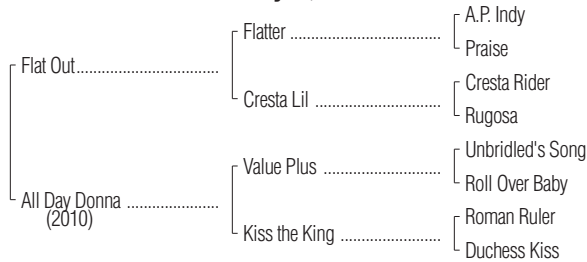 A.P. Indy
Flatter ..............................
Praise
Flat Out....................................
Cresta Rider
Cresta Lil ...........................
Rugosa
Unbridled's Song
Value Plus .........................
Roll Over Baby
All Day Donna .......................
(2010)
Roman Ruler
Kiss the King ....................
Duchess Kiss